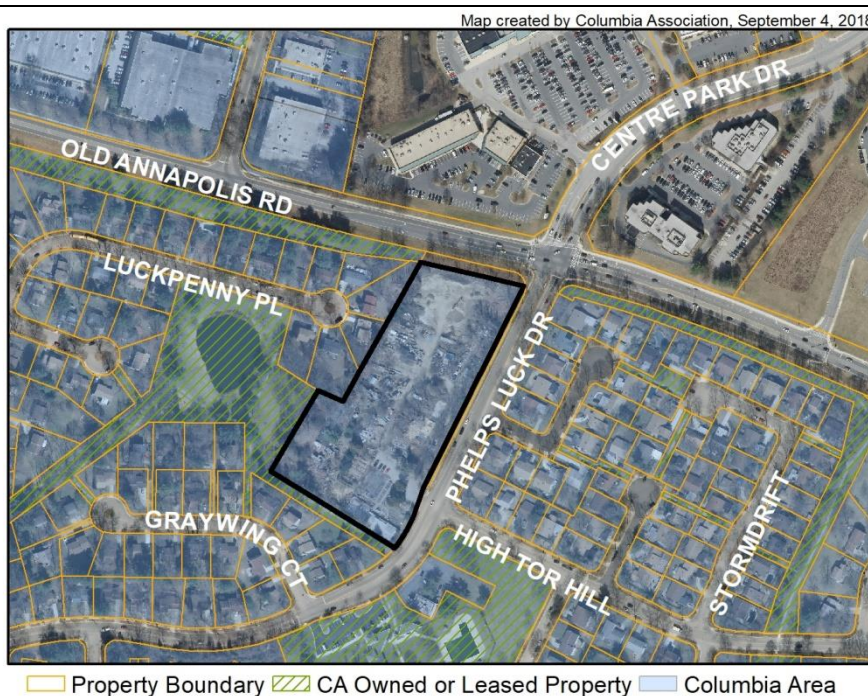 Map created by Columbia Association, September 4, 2018
CENTRE PARK DR
OLD ANNAPOLIS RD
LUCKPENNY PL
PHELPS LUCK DR
GRAYWING CT
HIGH TOR HILL
STORMDRIFT
Property Boundary CA Owned or Leased Property Columbia Area